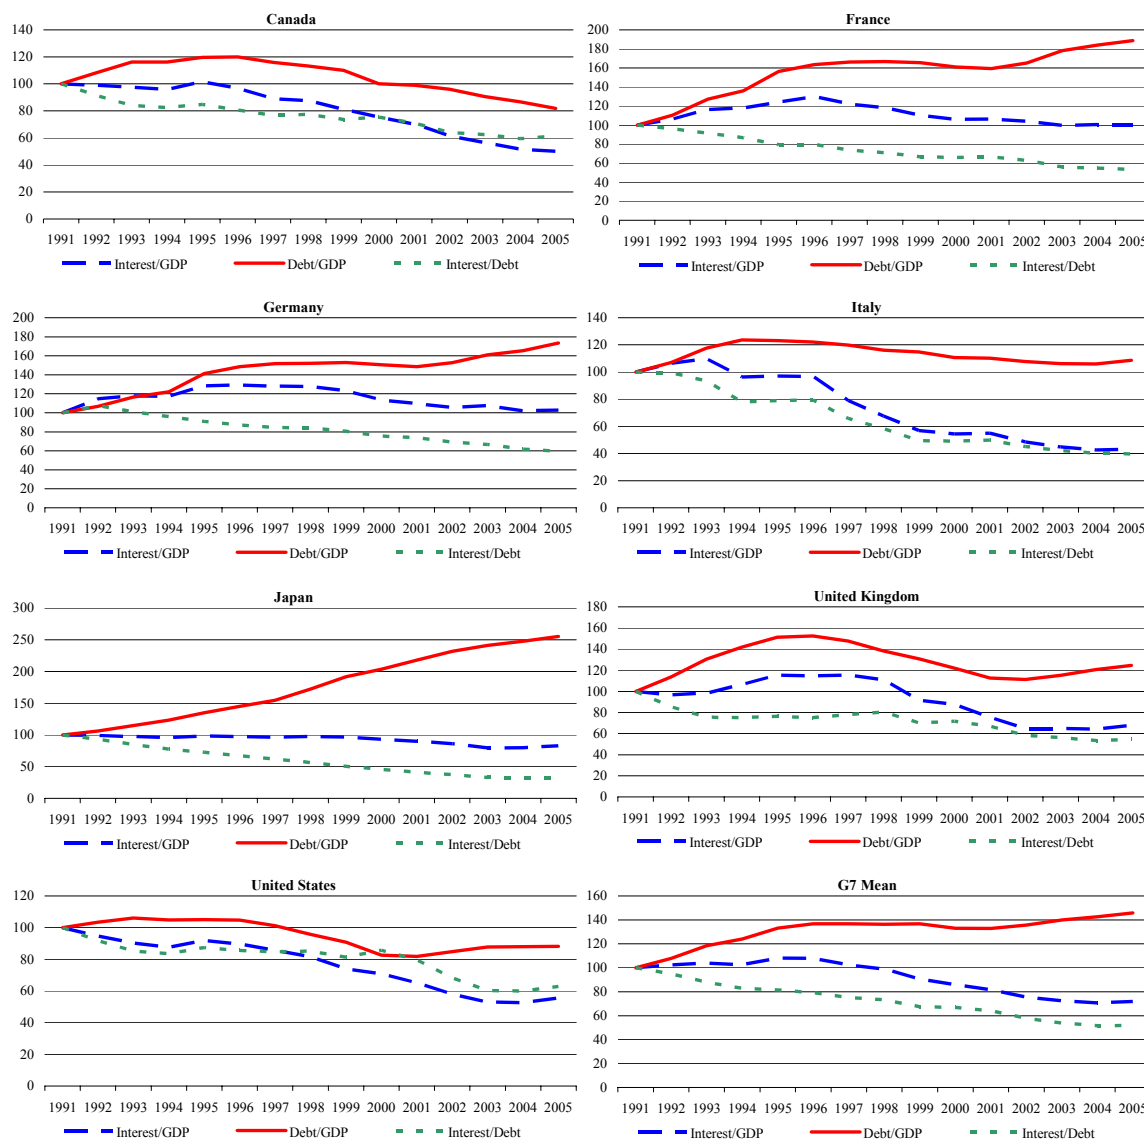 Canada
140
120
100
80
60
40
20
0
1991 1992 1993 1994 1995 1996 1997 1998 1999 2000 2001 2002 2003 2004 2005
Interest/GDP Debt/GDP Interest/Debt
France
200
180
160
140
120
100
80
60
40
20
0
1991 1992 1993 1994 1995 1996 1997 1998 1999 2000 2001 2002 2003 2004 2005
Interest/GDP Debt/GDP Interest/Debt
Germany
200
180
160
140
120
100
80
60
40
20
0
1991 1992 1993 1994 1995 1996 1997 1998 1999 2000 2001 2002 2003 2004 2005
Interest/GDP Debt/GDP Interest/Debt
Italy
140
120
100
80
60
40
20
0
1991 1992 1993 1994 1995 1996 1997 1998 1999 2000 2001 2002 2003 2004 2005
Interest/GDP Debt/GDP Interest/Debt
Japan
300
250
200
150
100
50
0
1991 1992 1993 1994 1995 1996 1997 1998 1999 2000 2001 2002 2003 2004 2005
Interest/GDP Debt/GDP Interest/Debt
United Kingdom
180
160
140
120
100
80
60
40
20
0
1991 1992 1993 1994 1995 1996 1997 1998 1999 2000 2001 2002 2003 2004 2005
Interest/GDP Debt/GDP Interest/Debt
United States
120
100
80
60
40
20
0
1991 1992 1993 1994 1995 1996 1997 1998 1999 2000 2001 2002 2003 2004 2005
Interest/GDP Debt/GDP Interest/Debt
G7 Mean
160
140
120
100
80
60
40
20
0
1991 1992 1993 1994 1995 1996 1997 1998 1999 2000 2001 2002 2003 2004 2005
Interest/GDP Debt/GDP Interest/Debt